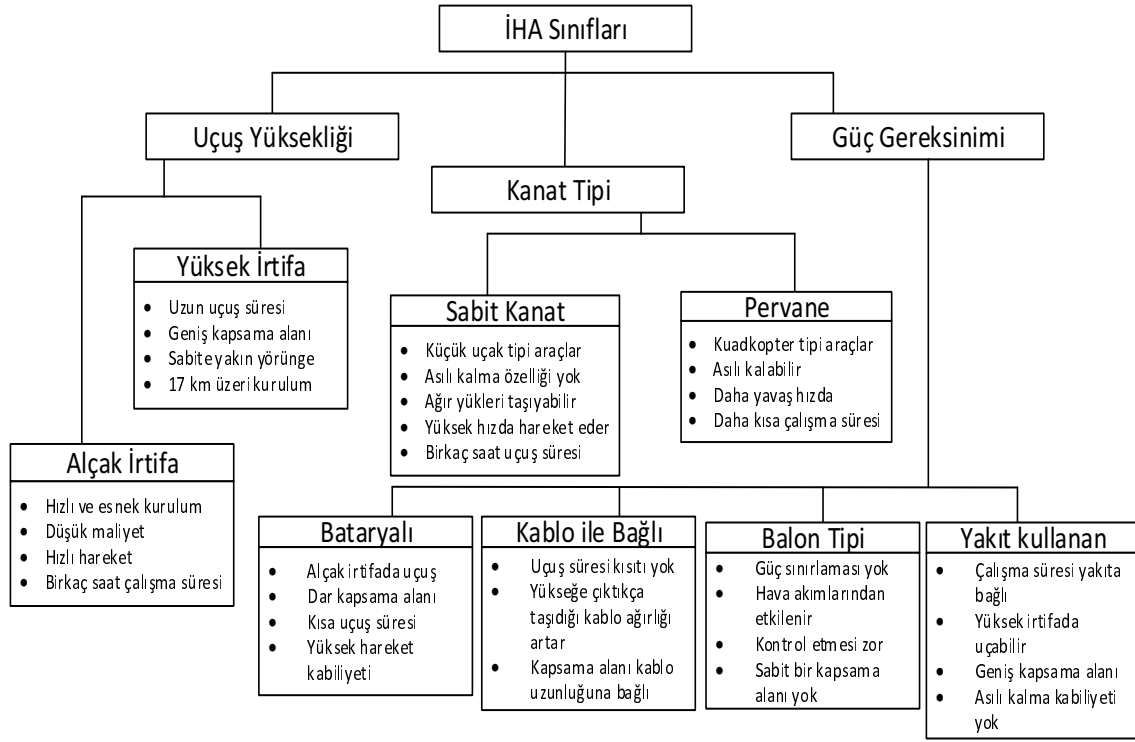 İHA Sınıfları
Uçuş Yüksekliği
Güç Gereksinimi
Kanat Tipi
Yüksek İrtifa
• Uzun uçuş süresi
• Geniş kapsama alanı
• Sabite yakın yörünge
• 17 km üzeri kurulum
Sabit Kanat
• Küçük uçak tipi araçlar
• Asılı kalma özelliği yok
• Ağır yükleri taşıyabilir
• Yüksek hızda hareket eder
• Birkaç saat uçuş süresi
Pervane
• Kuadkopter tipi araçlar
• Asılı kalabilir
• Daha yavaş hızda
• Daha kısa çalışma süresi
Alçak İrtifa
• Hızlı ve esnek kurulum
• Düşük maliyet
• Hızlı hareket
• Birkaç saat çalışma süresi
Bataryalı
• Alçak irtifada uçuş
• Dar kapsama alanı
• Kısa uçuş süresi
• Yüksek hareket
kabiliyeti
Kablo ile Bağlı
• Uçuş süresi kısıtı yok
• Yükseğe çıktıkça
taşıdığı kablo ağırlığı
artar
• Kapsama alanı kablo
uzunluğuna bağlı
Balon Tipi
• Güç sınırlaması yok
• Hava akımlarından
etkilenir
• Kontrol etmesi zor
• Sabit bir kapsama
alanı yok
Yakıt kullanan
• Çalışma süresi yakıta
bağlı
• Yüksek irtifada
uçabilir
• Geniş kapsama alanı
• Asılı kalma kabiliyeti
yok